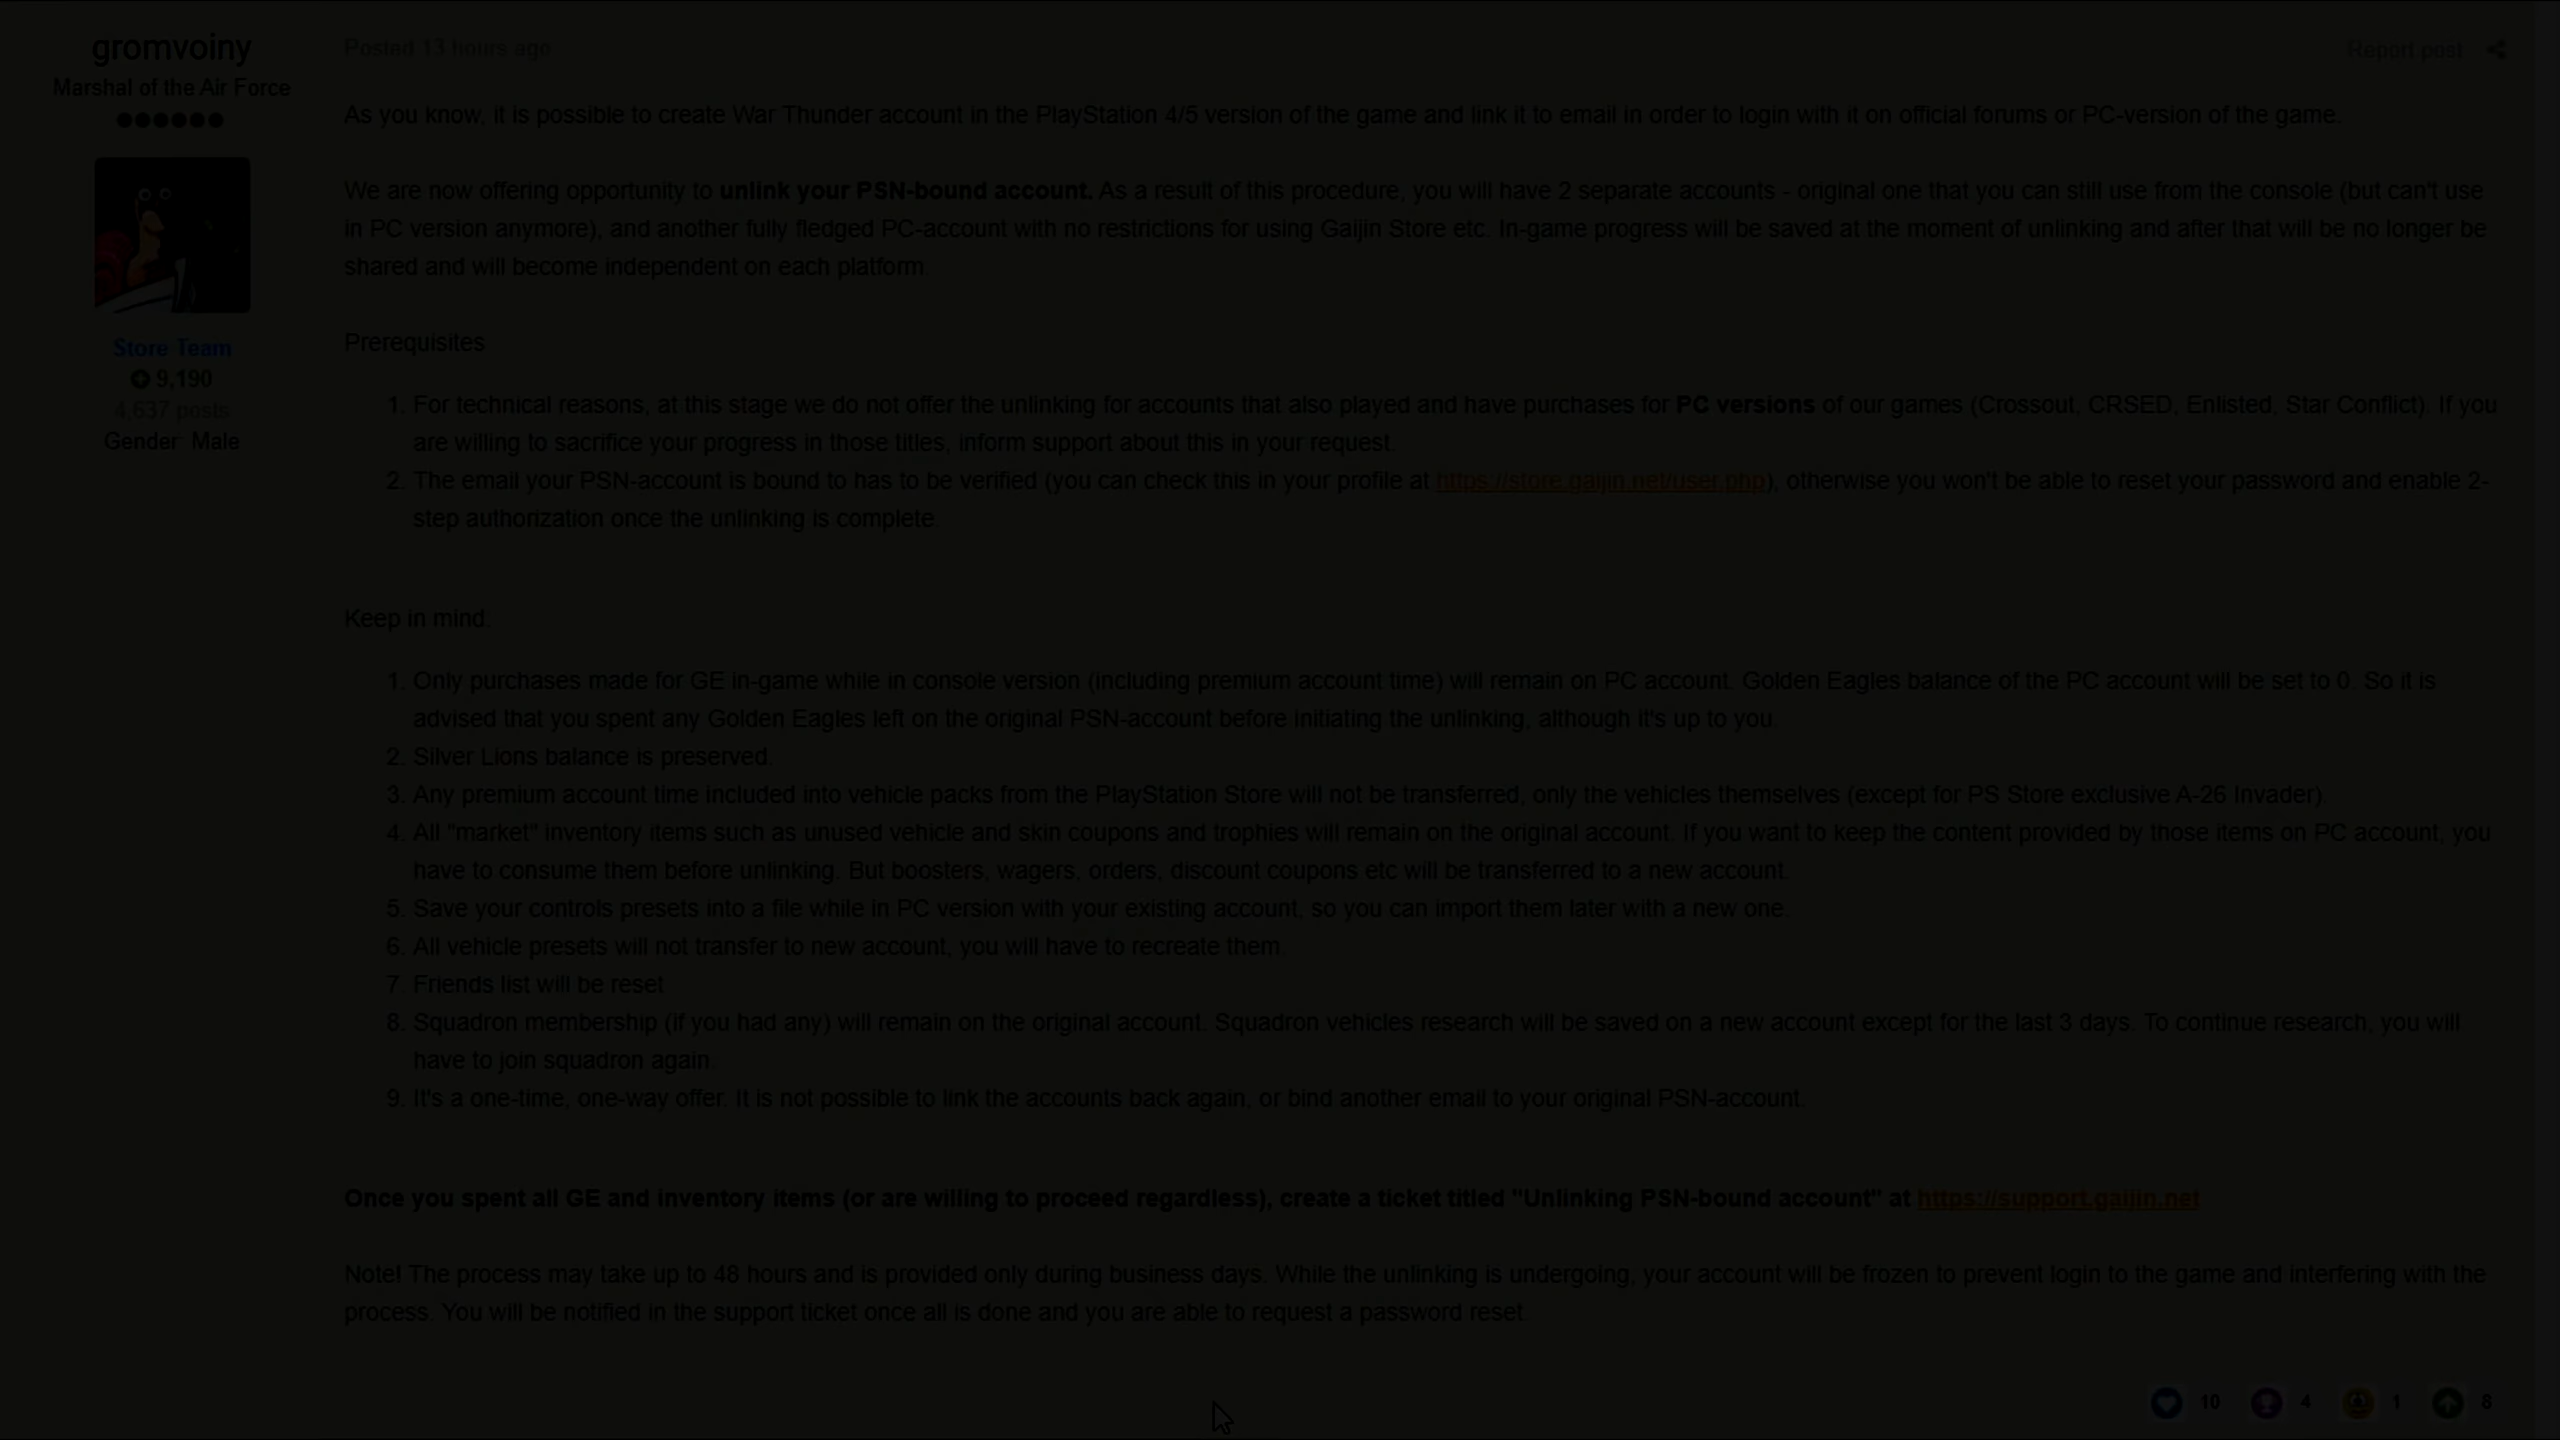 gromvoiny
Marshal of the Air Force
Store Team
9,190
4,637 posts
Gender: Male
Posted 13 hours ago
Report post
As you know, it is possible to create War Thunder account in the PlayStation 4/5 version of the game and link it to email in order to login with it on official forums or PC-version of the game.
We are now offering opportunity to unlink your PSN-bound account. As a result of this procedure, you will have 2 separate accounts - original one that you can still use from the console (but can't use
in PC version anymore), and another fully fledged PC-account with no restrictions for using Gaijin Store etc. In-game progress will be saved at the moment of unlinking and after that will be no longer be
shared and will become independent on each platform.
Prerequisites
1. For technical reasons, at this stage we do not offer the unlinking for accounts that also played and have purchases for PC versions of our games (Crossout, CRSED, Enlisted, Star Conflict). If you
are willing to sacrifice your progress in those titles, inform support about this in your request.
2. The email your PSN-account is bound to has to be verified (you can check this in your profile at https://store.gaijin.net/user.php), otherwise you won't be able to reset your password and enable 2-
step authorization once the unlinking is complete.
Keep in mind:
1. Only purchases made for GE in-game while in console version (including premium account time) will remain on PC account. Golden Eagles balance of the PC account will be set to 0. So it is
advised that you spent any Golden Eagles left on the original PSN-account before initiating the unlinking, although it's up to you.
2. Silver Lions balance is preserved.
3. Any premium account time included into vehicle packs from the PlayStation Store will not be transferred, only the vehicles themselves (except for PS Store exclusive A-26 Invader).
4. All "market" inventory items such as unused vehicle and skin coupons and trophies will remain on the original account. If you want to keep the content provided by those items on PC account, you
have to consume them before unlinking. But boosters, wagers, orders, discount coupons etc will be transferred to a new account.
5. Save your controls presets into a file while in PC version with your existing account, so you can import them later with a new one.
6. All vehicle presets will not transfer to new account, you will have to recreate them.
7. Friends list will be reset
8. Squadron membership (if you had any) will remain on the original account. Squadron vehicles research will be saved on a new account except for the last 3 days. To continue research, you will
have to join squadron again.
9. It's a one-time, one-way offer. It is not possible to link the accounts back again, or bind another email to your original PSN-account.
Once you spent all GE and inventory items (or are willing to proceed regardless), create a ticket titled "Unlinking PSN-bound account" at https://support.gaijin.net
Note! The process may take up to 48 hours and is provided only during business days. While the unlinking is undergoing, your account will be frozen to prevent login to the game and interfering with the
process. You will be notified in the support ticket once all is done and you are able to request a password reset.
10 4 1 8